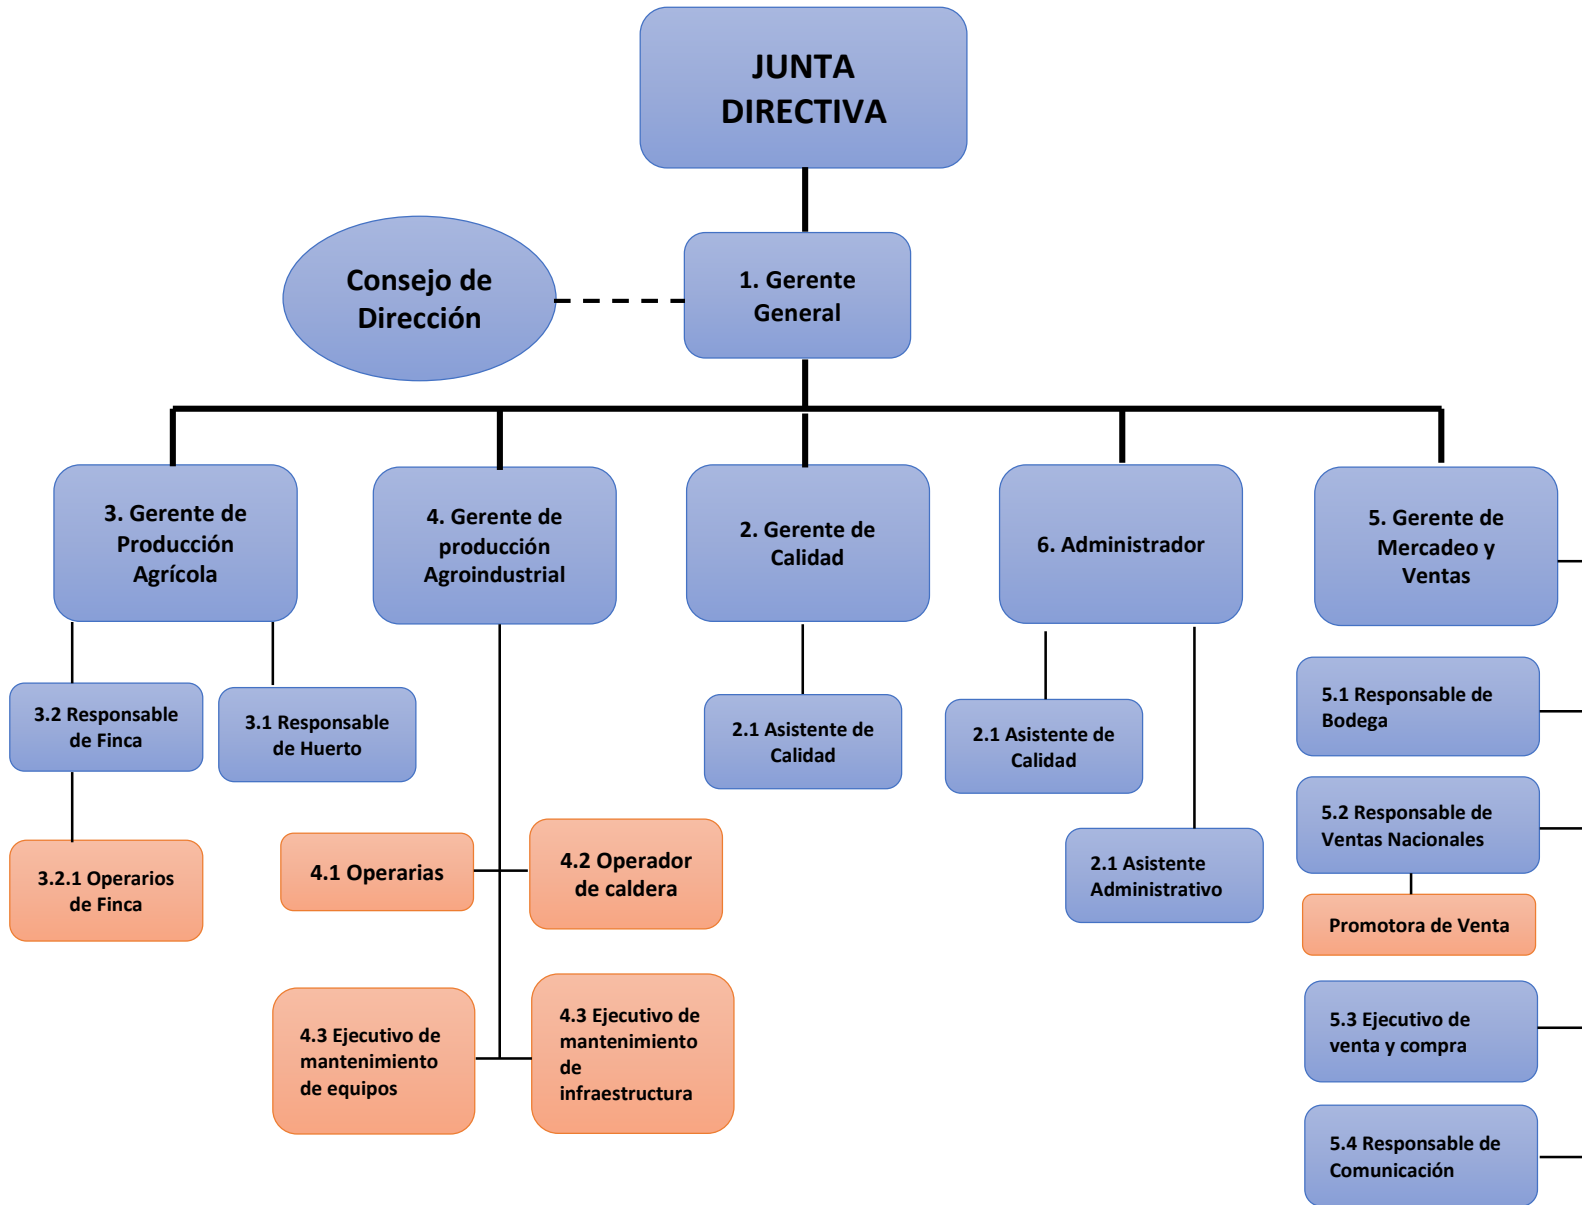 JUNTA
DIRECTIVA
Consejo de
Dirección
1. Gerente
General
3. Gerente de
Producción
Agrícola
4. Gerente de
producción
Agroindustrial
2. Gerente de
Calidad
6. Administrador
5. Gerente de
Mercadeo y
Ventas
3.2 Responsable
de Finca
3.1 Responsable
de Huerto
2.1 Asistente de
Calidad
2.1 Asistente de
Calidad
5.1 Responsable de
Bodega
5.2 Responsable de
Ventas Nacionales
3.2.1 Operarios
de Finca
4.1 Operarias
4.2 Operador
de caldera
2.1 Asistente
Administrativo
Promotora de Venta
4.3 Ejecutivo de
mantenimiento
de equipos
4.3 Ejecutivo de
mantenimiento
de
infraestructura
5.3 Ejecutivo de
venta y compra
5.4 Responsable de
Comunicación